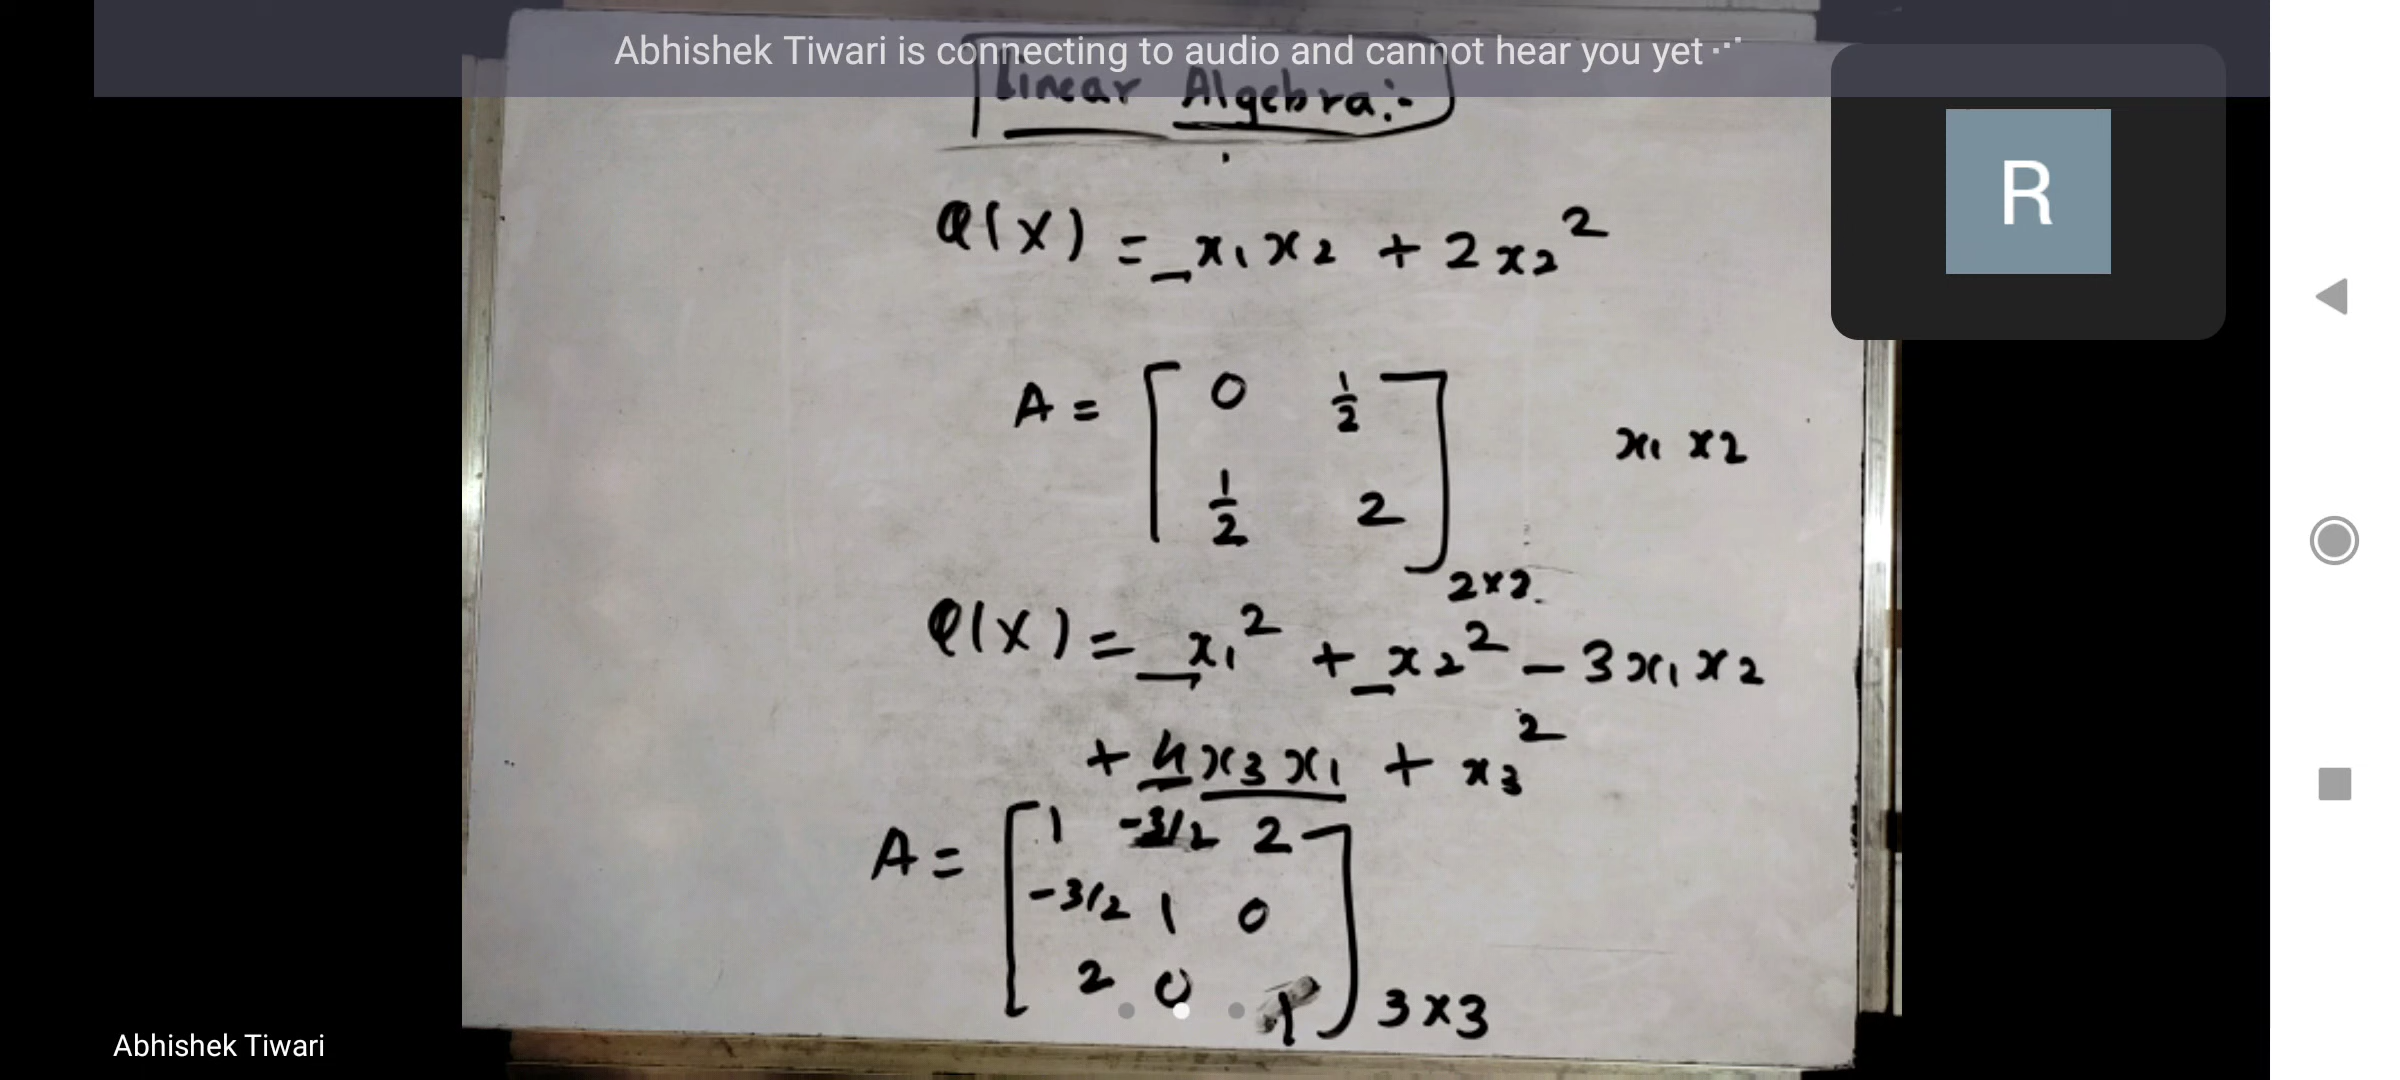 Abhishek Tiwari is connecting to audio and cannot hear you yet
Linear Algebra:-
R
Q(X) = x₁x₂ + 2x₂²
A = [ 0 1/2
1/2 2 ] 2×2
x₁ x₂
Q(X) = x₁² + x₂² - 3x₁x₂
+ 4x₃x₁ + x₃²
A = [ 1 -3/2 2
-3/2 1 0
2 0 1 ] 3×3
Abhishek Tiwari